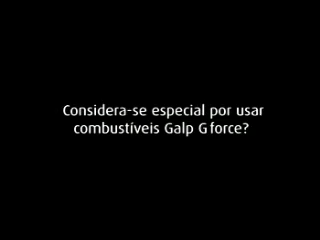 Considera-se especial por usar
combustíveis Galp G force?